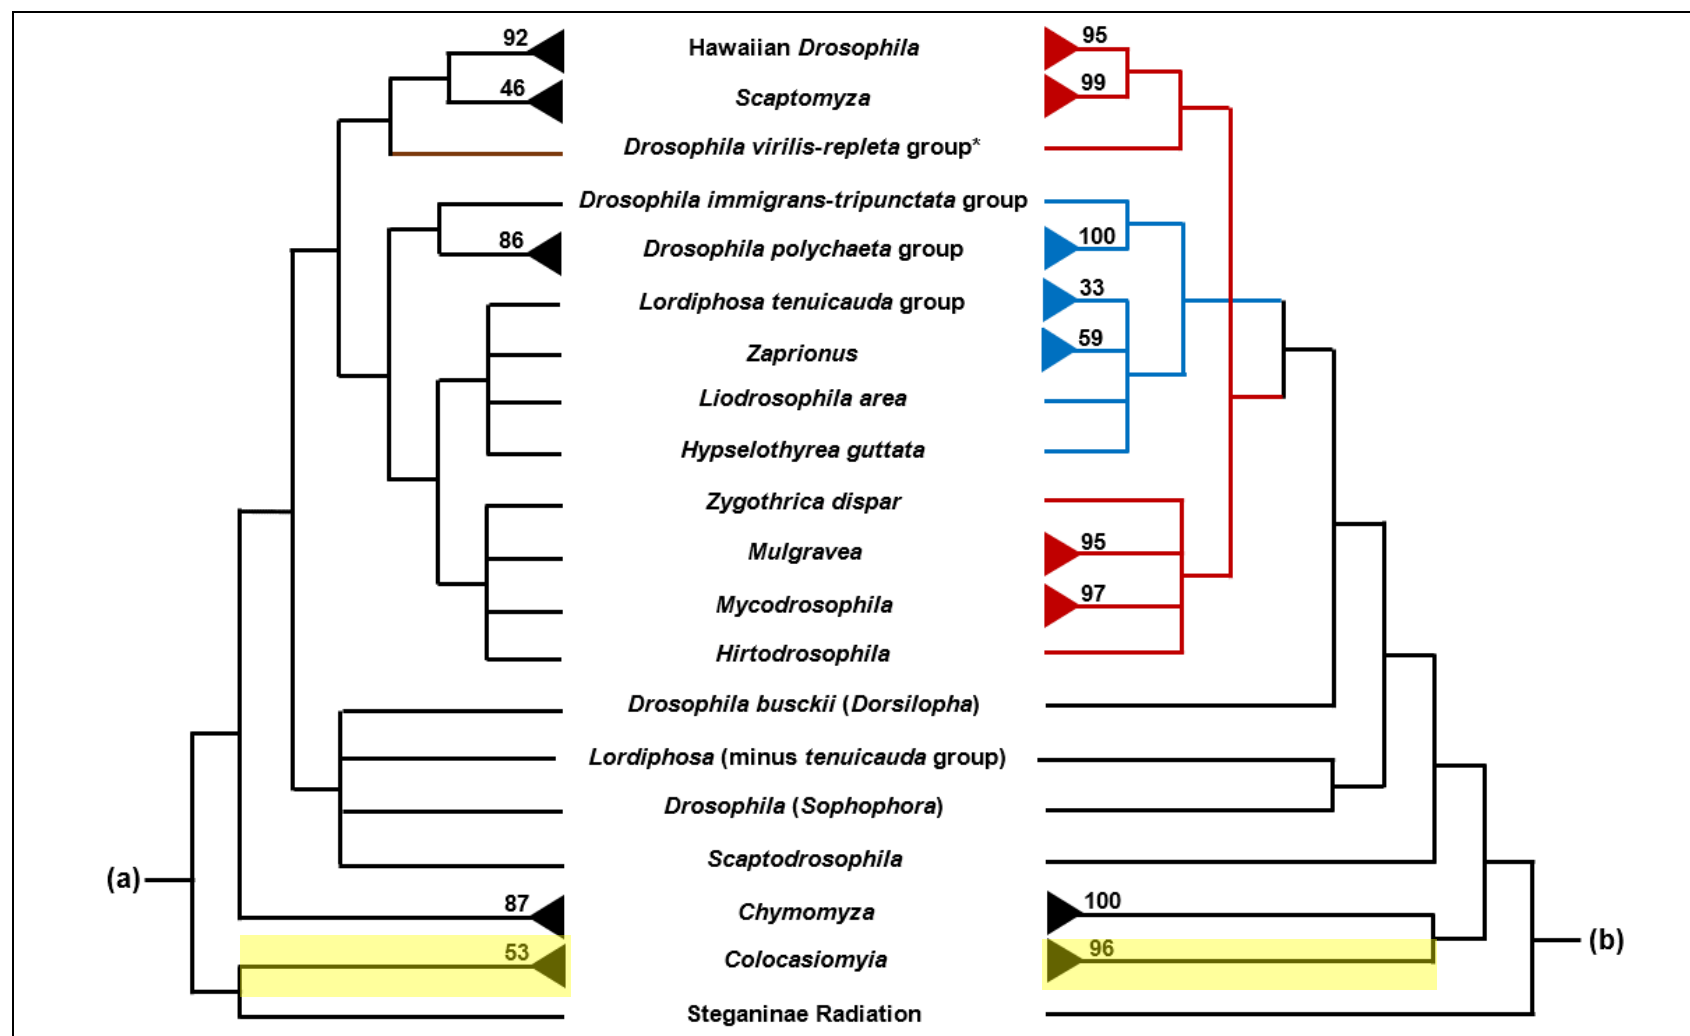 92 Hawaiian Drosophila 95
46 Scaptomyza 99
Drosophila virilis-repleta group*
Drosophila immigrans-tripunctata group
86 Drosophila polychaeta group 100
Lordiphosa tenuicauda group 33
Zaprionus 59
Liodrosophila area
Hypselothyrea guttata
Zygothrica dispar
Mulgravea 95
Mycodrosophila 97
Hirtodrosophila
Drosophila busckii (Dorsilopha)
Lordiphosa (minus tenuicauda group)
Drosophila (Sophophora)
Scaptodrosophila
(a)
87 Chymomyza 100
(b)
53 Colocasiomyia 96
Steganinae Radiation